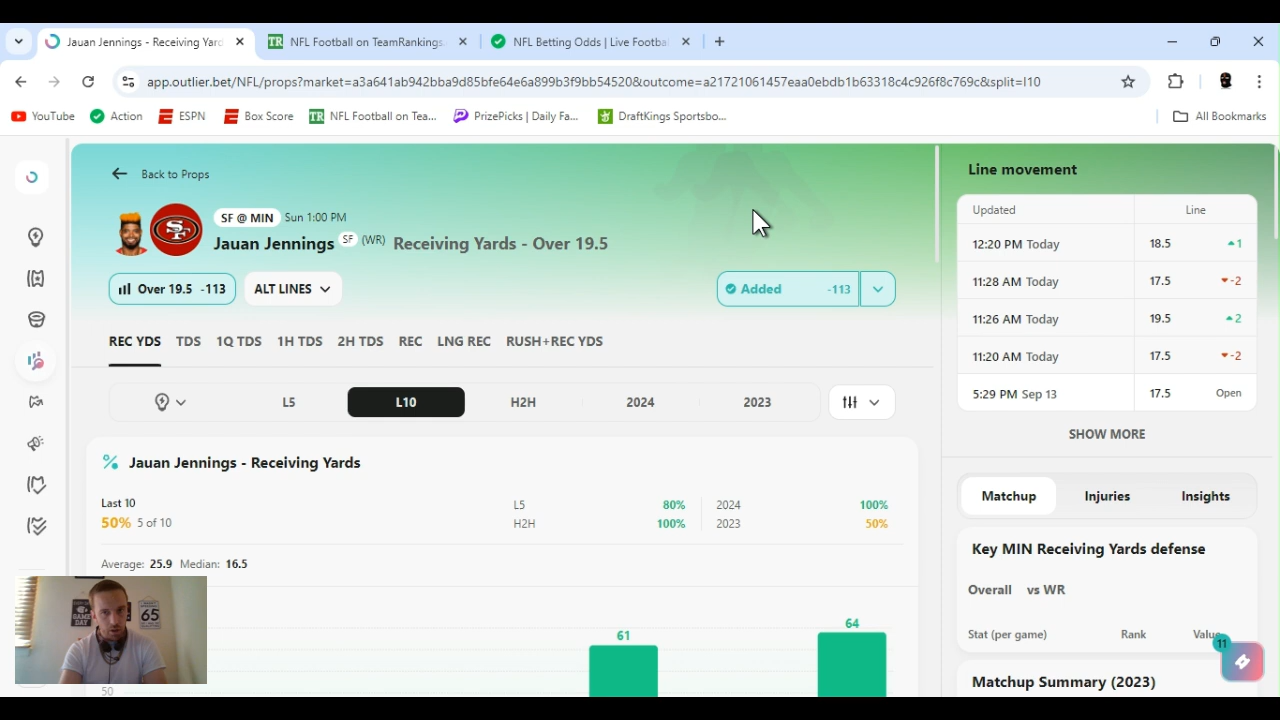 Jauan Jennings - Receiving Yard
NFL Football on TeamRankings.
NFL Betting Odds | Live Footba
app.outlier.bet/NFL/props?market=a3a641ab942bba9d85bfe64e6a899b3f9bb54520&outcome=a21721061457eaa0ebdb1b63318c4c926f8c769c&split=l10
YouTube
Action
ESPN
Box Score
NFL Football on Tea...
PrizePicks | Daily Fa...
DraftKings Sportsbo...
All Bookmarks
Back to Props
SF @ MIN Sun 1:00 PM
Jauan Jennings SF (WR) Receiving Yards - Over 19.5
Over 19.5 -113
ALT LINES
Added -113
REC YDS TDS 1Q TDS 1H TDS 2H TDS REC LNG REC RUSH+REC YDS
L5 L10 H2H 2024 2023
Jauan Jennings - Receiving Yards
Last 10
50% 5 of 10
L5 80% 2024 100%
H2H 100% 2023 50%
Average: 25.9 Median: 16.5
61
64
50
GAME DAY
65
Line movement
Updated Line
12:20 PM Today 18.5 1
11:28 AM Today 17.5 -2
11:26 AM Today 19.5 2
11:20 AM Today 17.5 -2
5:29 PM Sep 13 17.5 Open
SHOW MORE
Matchup Injuries Insights
Key MIN Receiving Yards defense
Overall vs WR
Stat (per game) Rank Value
11
Matchup Summary (2023)